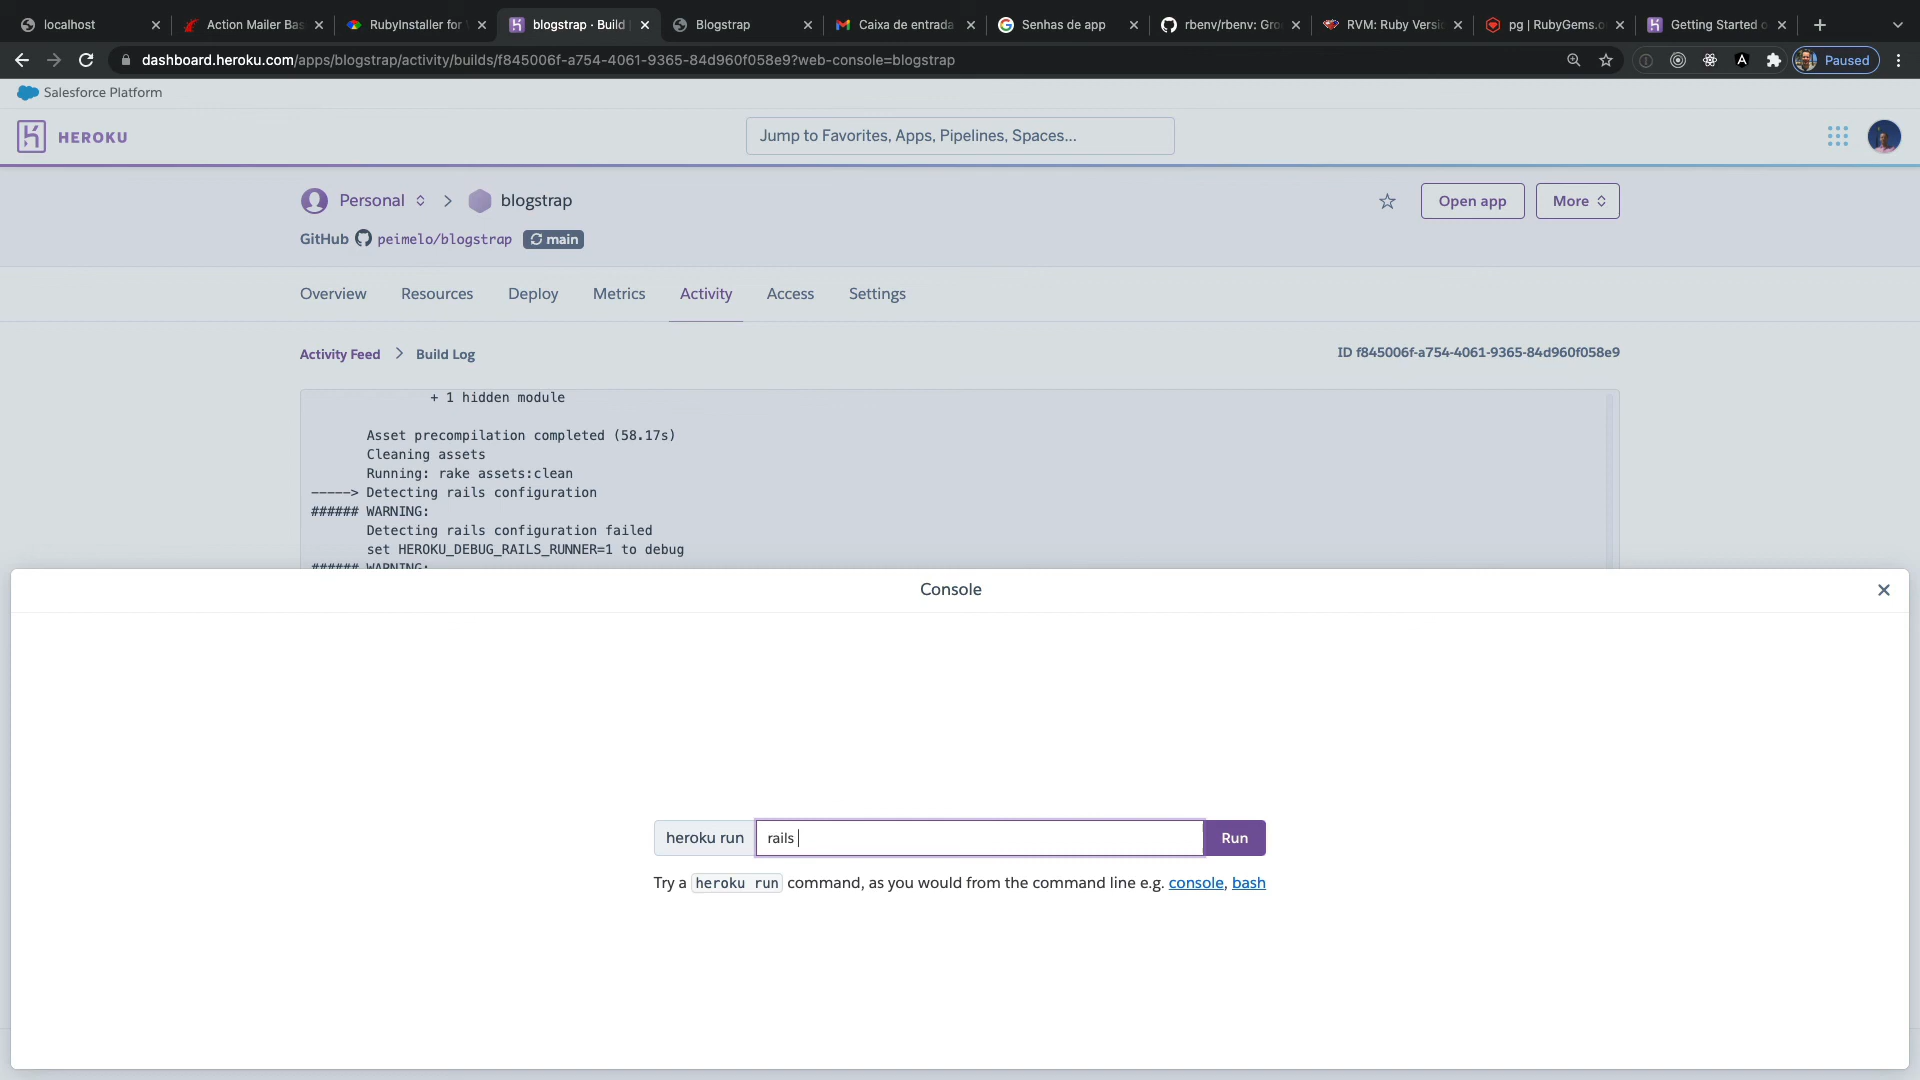 localhost
Action Mailer Bas
RubyInstaller for
blogstrap · Build
Blogstrap
Caixa de entrada
Senhas de app
rbenv/rbenv: Gro
RVM: Ruby Versi
pg | RubyGems.o
Getting Started o
dashboard.heroku.com/apps/blogstrap/activity/builds/f845006f-a754-4061-9365-84d960f058e9?web-console=blogstrap
Paused
Salesforce Platform
HEROKU
Jump to Favorites, Apps, Pipelines, Spaces...
Personal
blogstrap
Open app
More
GitHub peimelo/blogstrap main
Overview
Resources
Deploy
Metrics
Activity
Access
Settings
Activity Feed > Build Log
ID f845006f-a754-4061-9365-84d960f058e9
+ 1 hidden module
Asset precompilation completed (58.17s)
Cleaning assets
Running: rake assets:clean
-----> Detecting rails configuration
###### WARNING:
Detecting rails configuration failed
set HEROKU_DEBUG_RAILS_RUNNER=1 to debug
###### WARNING:
Console
heroku run
rails
Run
Try a heroku run command, as you would from the command line e.g. console, bash